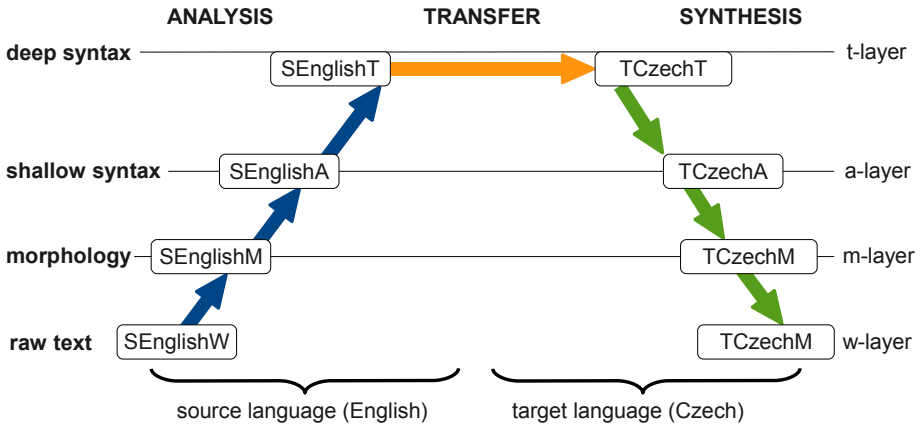 ANALYSIS TRANSFER SYNTHESIS
deep syntax SEnglishT TCzechT t-layer
shallow syntax SEnglishA TCzechA a-layer
morphology SEnglishM TCzechM m-layer
raw text SEnglishW TCzechM w-layer
source language (English) target language (Czech)